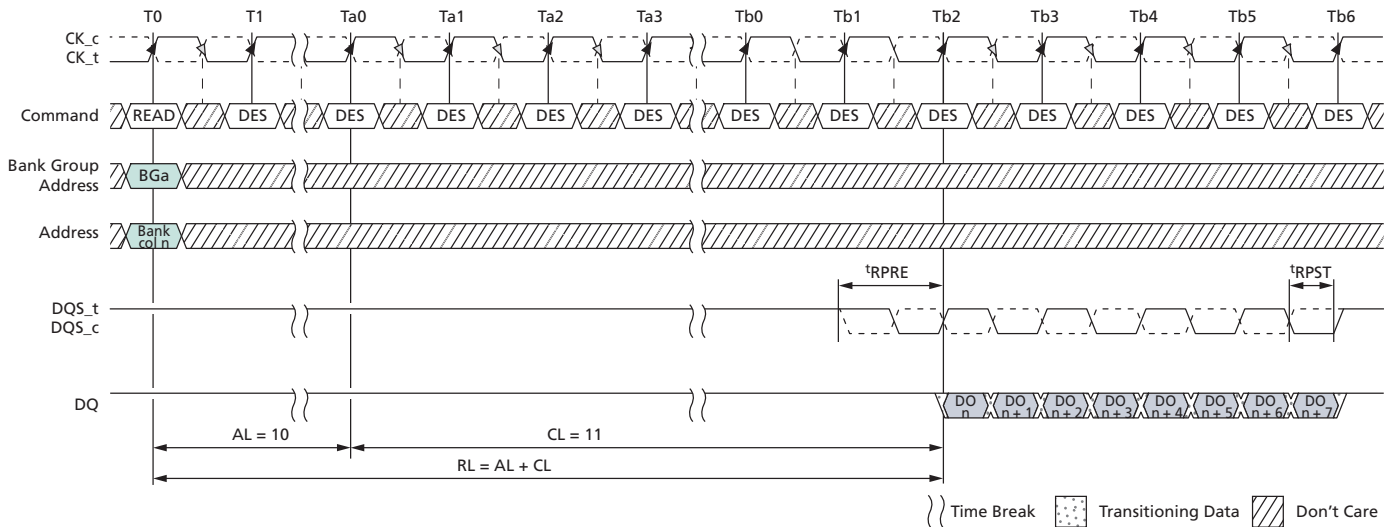 T0 T1 Ta0 Ta1 Ta2 Ta3 Tb0 Tb1 Tb2 Tb3 Tb4 Tb5 Tb6
CK_c
CK_t
Command READ DES DES DES DES DES DES DES DES DES DES DES DES
Bank Group
Address
BGa
Address
Bank
col n
tRPRE tRPST
DQS_t
DQS_c
DQ
DO n DO n + 1 DO n + 2 DO n + 3 DO n + 4 DO n + 5 DO n + 6 DO n + 7
AL = 10 CL = 11
RL = AL + CL
Time Break Transitioning Data Don't Care